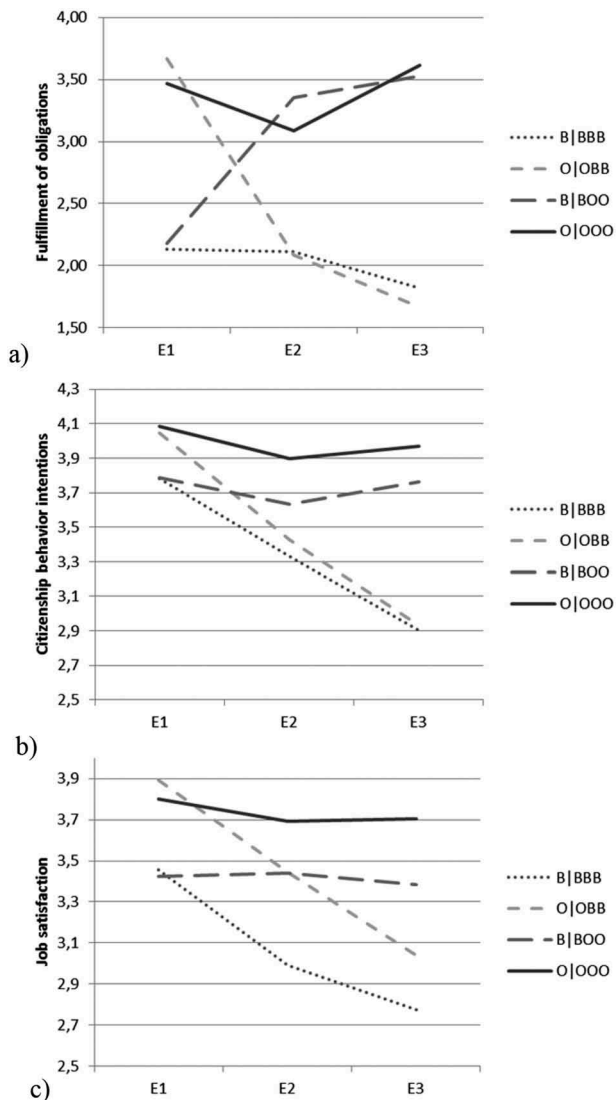 4,00
3,50
3,00
2,50
2,00
1,50
Fulfillment of obligations
E1 E2 E3
B|BBB
O|OBB
B|BOO
O|OOO
a)
4,3
4,1
3,9
3,7
3,5
3,3
3,1
2,9
2,7
2,5
Citizenship behavior intentions
E1 E2 E3
B|BBB
O|OBB
B|BOO
O|OOO
b)
3,9
3,7
3,5
3,3
3,1
2,9
2,7
2,5
Job satisfaction
E1 E2 E3
B|BBB
O|OBB
B|BOO
O|OOO
c)